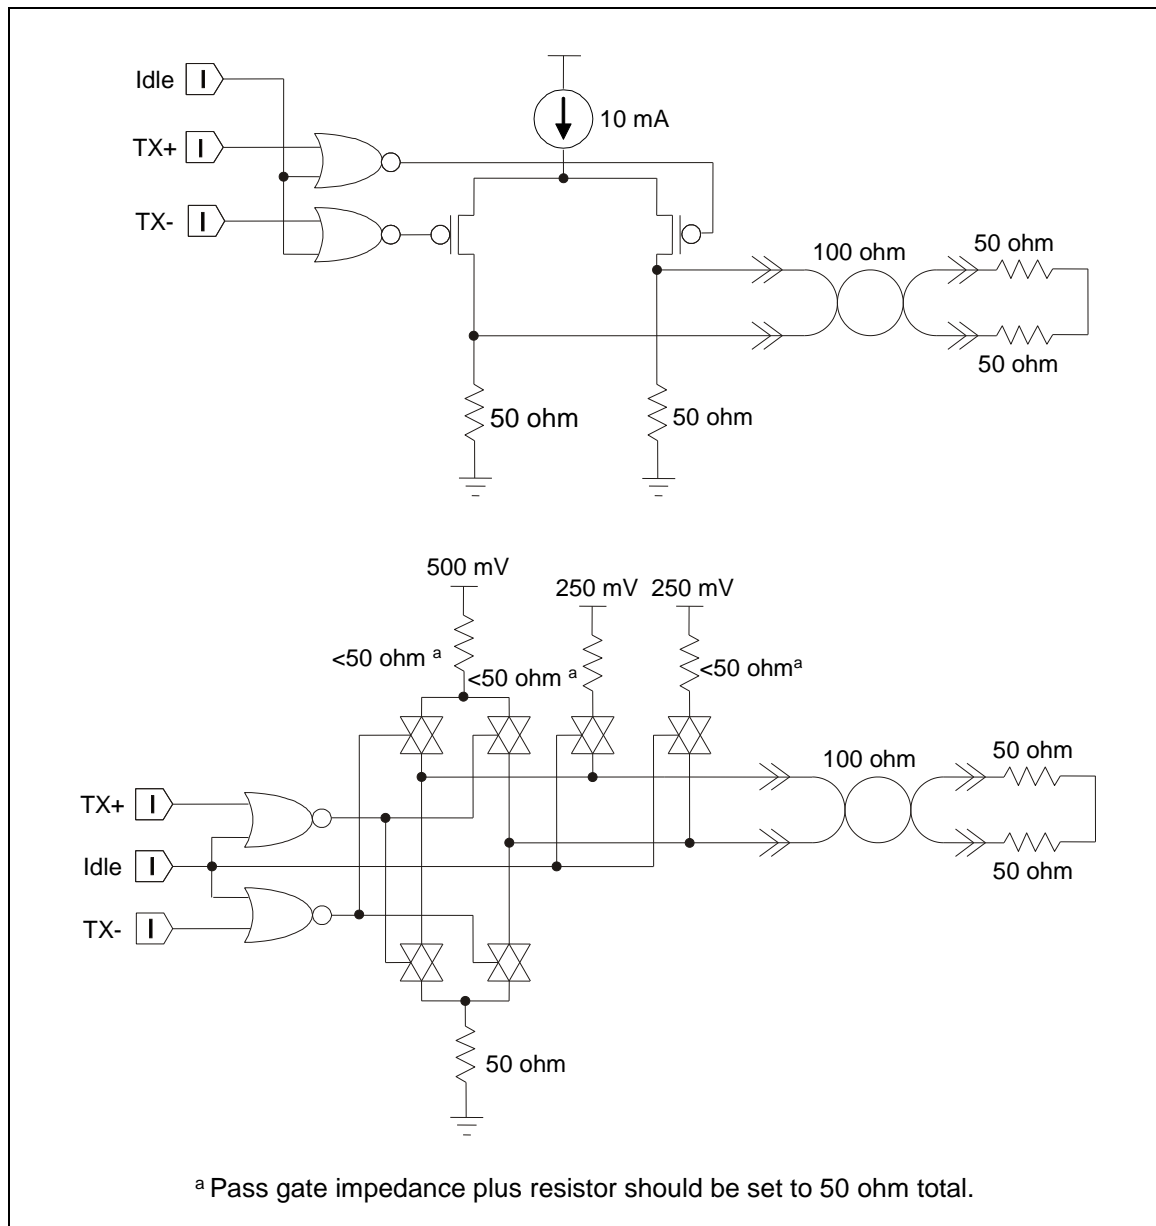 Idle I
10 mA
TX+ I
TX- I
100 ohm
50 ohm
50 ohm
50 ohm
50 ohm
500 mV
250 mV
250 mV
<50 ohm a
<50 ohm a
<50 ohma
100 ohm
50 ohm
TX+ I
Idle I
50 ohm
TX- I
50 ohm
a Pass gate impedance plus resistor should be set to 50 ohm total.